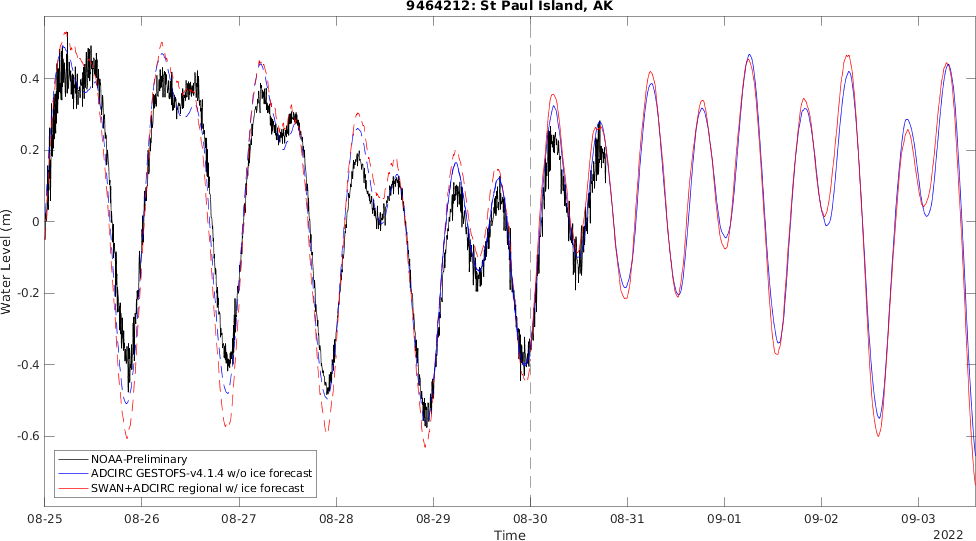 9464212: St Paul Island, AK
Water Level (m)
0.4
0.2
0
-0.2
-0.4
-0.6
NOAA-Preliminary
ADCIRC GESTOFS-v4.1.4 w/o ice forecast
SWAN+ADCIRC regional w/ ice forecast
08-25 08-26 08-27 08-28 08-29 08-30 08-31 09-01 09-02 09-03
Time
2022